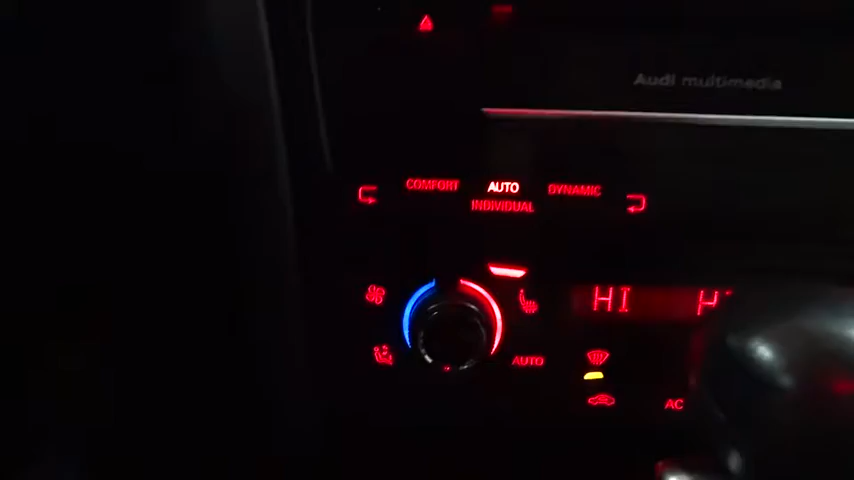 Audi multimedia
COMFORT AUTO DYNAMIC
INDIVIDUAL
HI
AUTO
AC